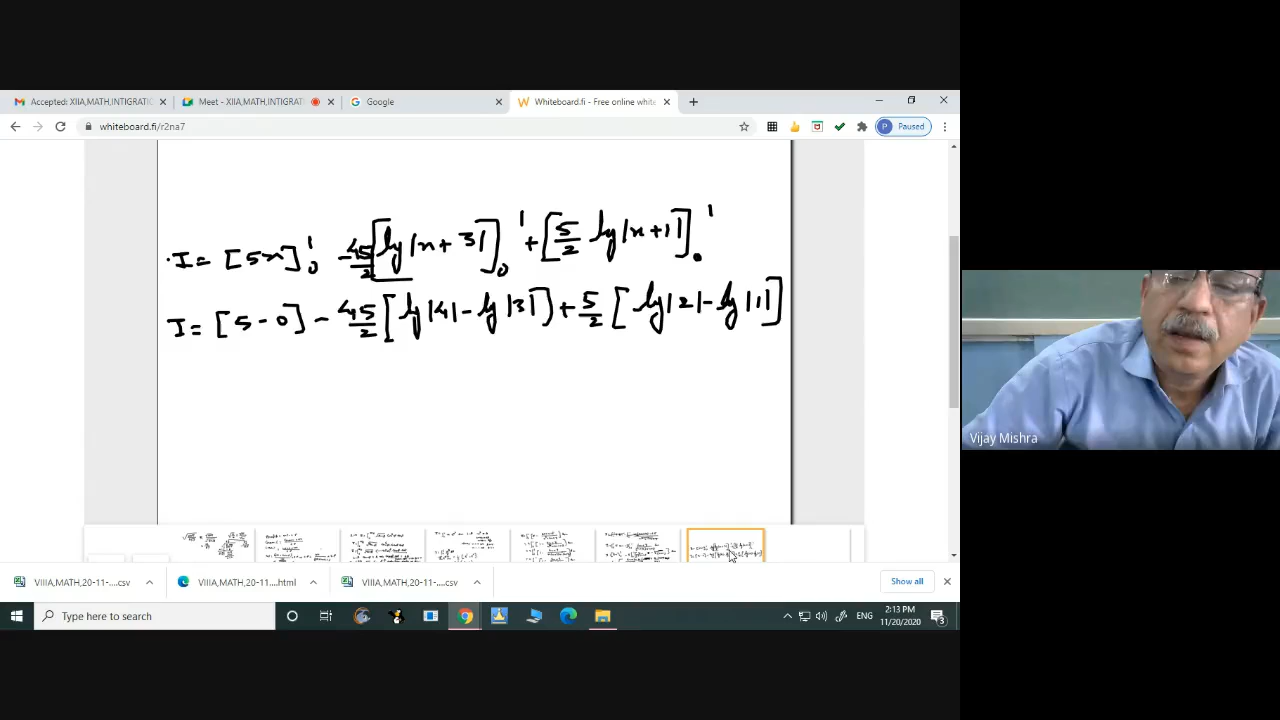 Accepted: XIIA,MATH,INTIGRATIO
Meet - XIIA,MATH,INTIGRATI
Google
Whiteboard.fi - Free online white
whiteboard.fi/r2na7
P Paused
I = [5x]₀¹ - 45/2 [log|x+3|]₀¹ + [5/2 log|x+1|]₀¹
I = [5-0] - 45/2 [log|4| - log|3|] + 5/2 [log|2| - log|1|]
Vijay Mishra
VIIIA,MATH,20-11-....csv
VIIIA,MATH,20-11-....html
VIIIA,MATH,20-11-....csv
Show all
Type here to search
ENG
2:13 PM
11/20/2020
3